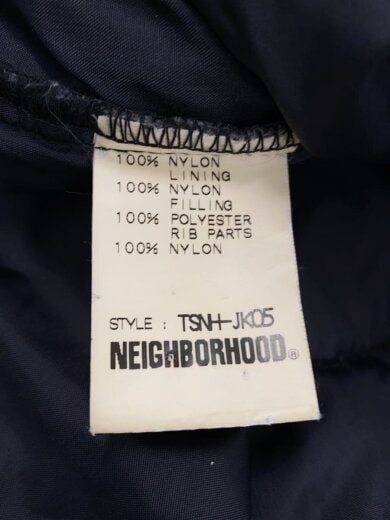 100% NYLON
LINING
100% NYLON
FILLING
100% POLYESTER
RIB PARTS
100% NYLON
STYLE : TSNH-JK05
NEIGHBORHOOD®